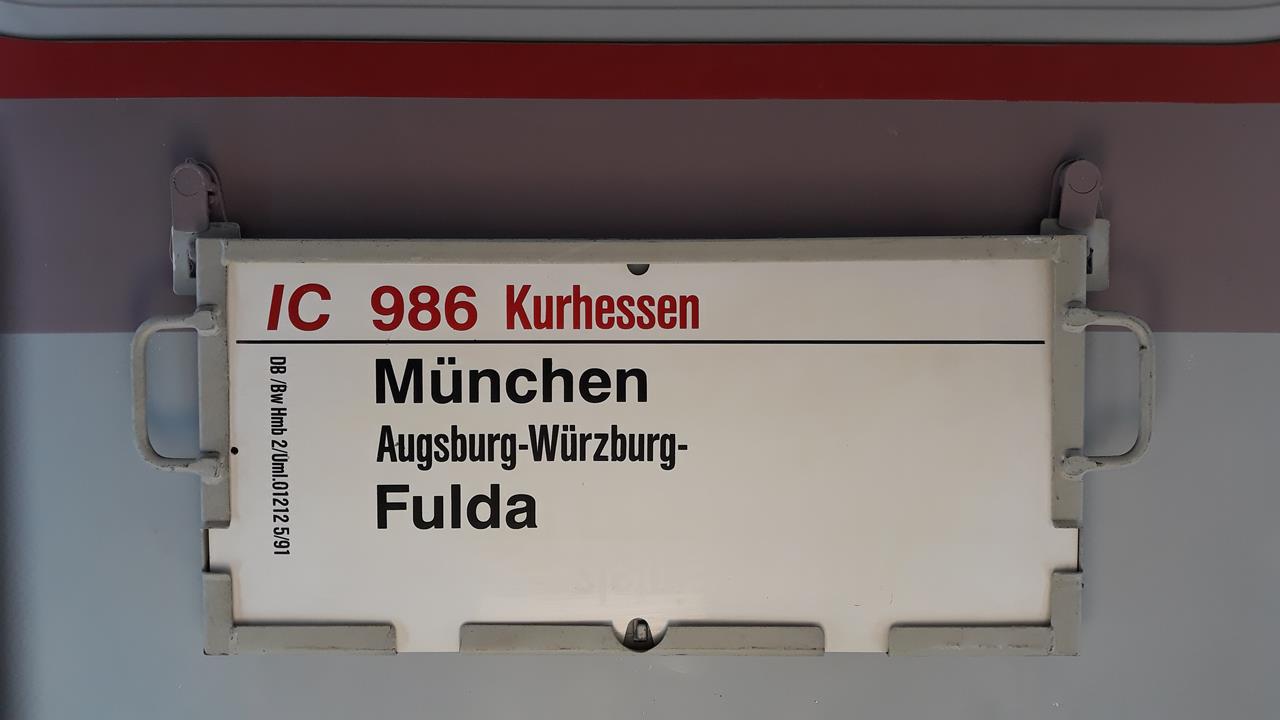 IC 986 Kurhessen
München
Augsburg-Würzburg-
Fulda
DB /Bw Hmb 2/Uml.01212 5/91